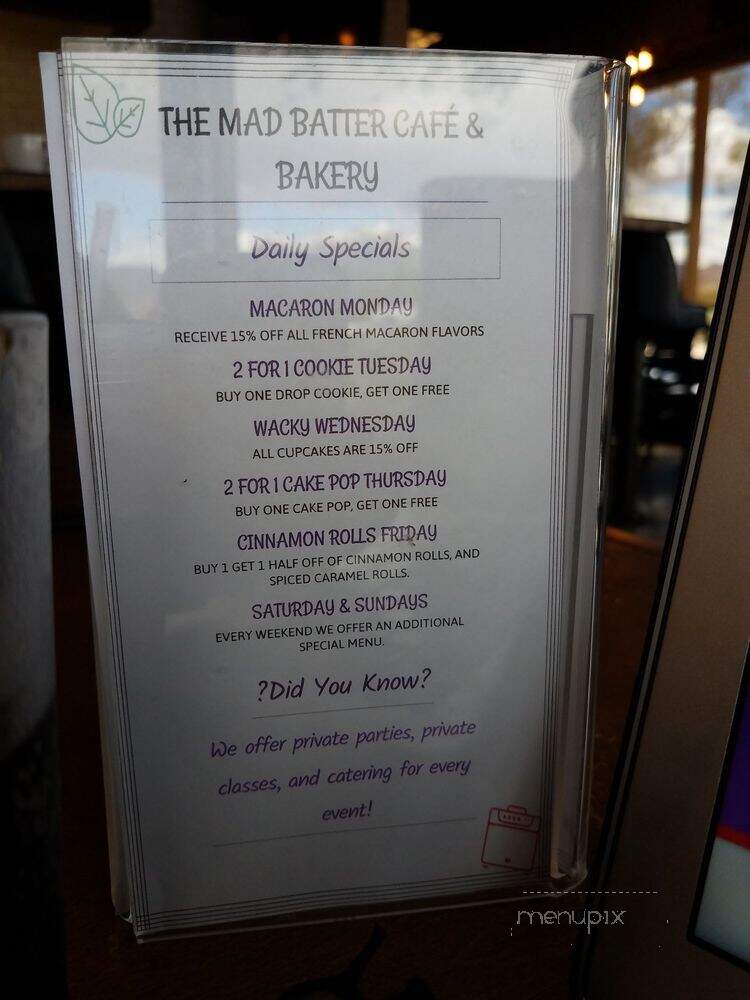 THE MAD BATTER CAFÉ &
BAKERY
Daily Specials
MACARON MONDAY
RECEIVE 15% OFF ALL FRENCH MACARON FLAVORS
2 FOR 1 COOKIE TUESDAY
BUY ONE DROP COOKIE, GET ONE FREE
WACKY WEDNESDAY
ALL CUPCAKES ARE 15% OFF
2 FOR 1 CAKE POP THURSDAY
BUY ONE CAKE POP, GET ONE FREE
CINNAMON ROLLS FRIDAY
BUY 1 GET 1 HALF OFF OF CINNAMON ROLLS, AND
SPICED CARAMEL ROLLS.
SATURDAY & SUNDAYS
EVERY WEEKEND WE OFFER AN ADDITIONAL
SPECIAL MENU.
?Did You Know?
We offer private parties, private
classes, and catering for every
event!
menupix